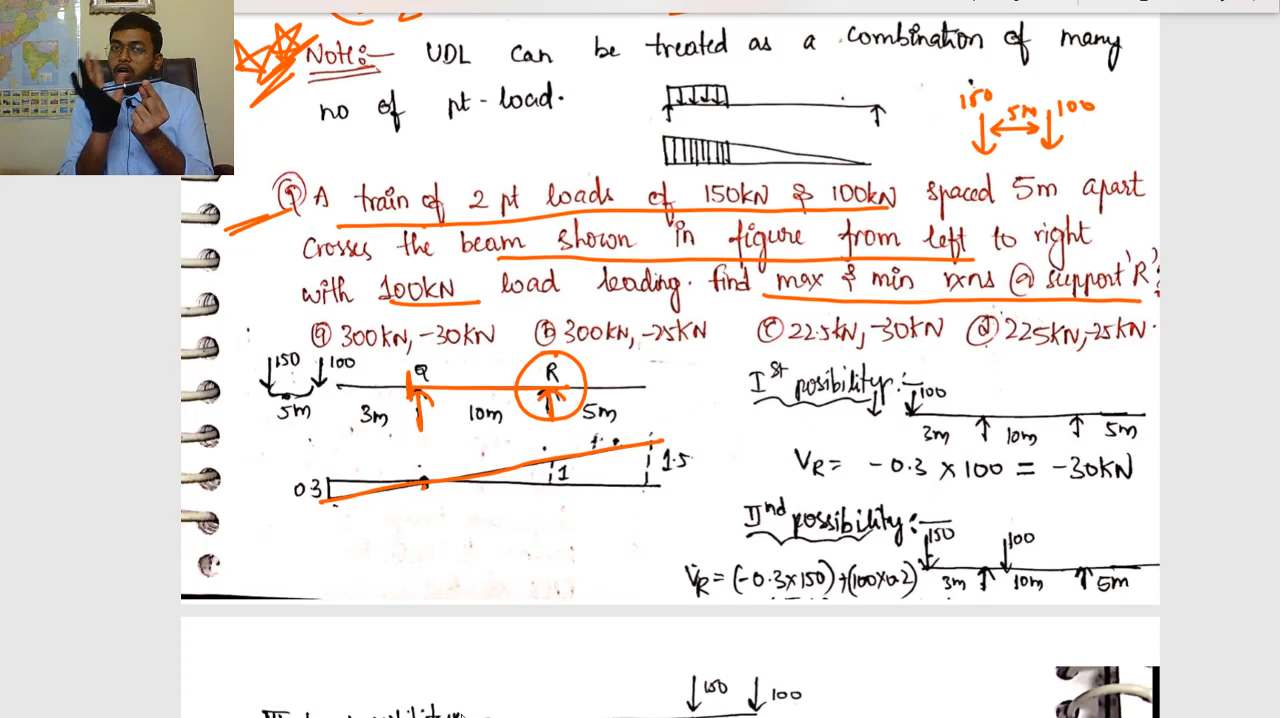 Note:- UDL can be treated as a combination of many
no of pt-load.
150 5m 100
Q A train of 2 pt loads of 150kN & 100kN spaced 5m apart
Crosses the beam shown in figure from left to right
with 100kN load leading. find max & min rxns @ support 'R'?
(a) 300kN, -30kN (b) 300kN, -25kN (c) 22.5kN, -30kN (d) 225kN, -25kN.
150 100 Q R
5m 3m 10m 5m
0.3 1 1.5
Ist posibility:-
100
3m 10m 5m
VR = -0.3 x 100 = -30kN
IInd possibility:-
150 100
VR = (-0.3x150)+(100x0.2) 3m 10m 5m
150 100